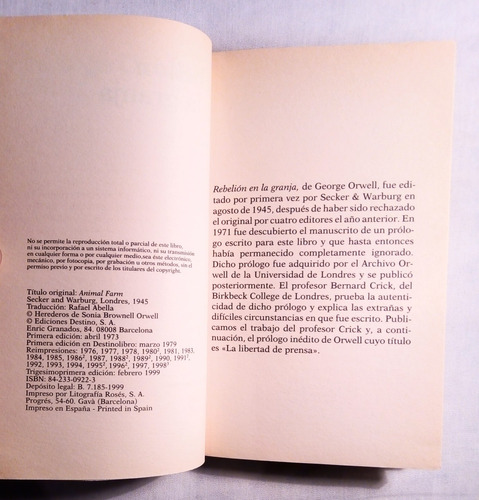 No se permite la reproducción total o parcial de este libro,
ni su incorporación a un sistema informático, ni su transmisión
en cualquier forma o por cualquier medio,sea éste electrónico,
mecánico, por fotocopia, por grabación u otros métodos, sin el
permiso previo y por escrito de los titulares del copyright.
Título original: Animal Farm
Secker and Warburg, Londres, 1945
Traducción: Rafael Abella
© Herederos de Sonia Brownell Orwell
© Ediciones Destino, S. A.
Enric Granados, 84. 08008 Barcelona
Primera edición: abril 1973
Primera edición en Destinolibro: marzo 1979
Reimpresiones: 1976, 1977, 1978, 1980², 1981, 1983,
1984, 1985, 1986², 1987, 1988², 1989², 1990, 1991²,
1992, 1993, 1994, 1995², 1996², 1997, 1998²
Trigesimoprimera edición: febrero 1999
ISBN: 84-233-0922-3
Depósito legal: B. 7.185-1999
Impreso por Litografía Rosés, S. A.
Progrés, 54-60. Gavà (Barcelona)
Impreso en España - Printed in Spain
Rebelión en la granja, de George Orwell, fue edi-
tado por primera vez por Secker & Warburg en
agosto de 1945, después de haber sido rechazado
el original por cuatro editores el año anterior. En
1971 fue descubierto el manuscrito de un prólo-
go escrito para este libro y que hasta entonces
había permanecido completamente ignorado.
Dicho prólogo fue adquirido por el Archivo Or-
well de la Universidad de Londres y se publicó
posteriormente. El profesor Bernard Crick, del
Birkbeck College de Londres, prueba la autenti-
cidad de dicho prólogo y explica las extrañas y
difíciles circunstancias en que fue escrito. Publi-
camos el trabajo del profesor Crick y, a conti-
nuación, el prólogo inédito de Orwell cuyo título
es «La libertad de prensa».